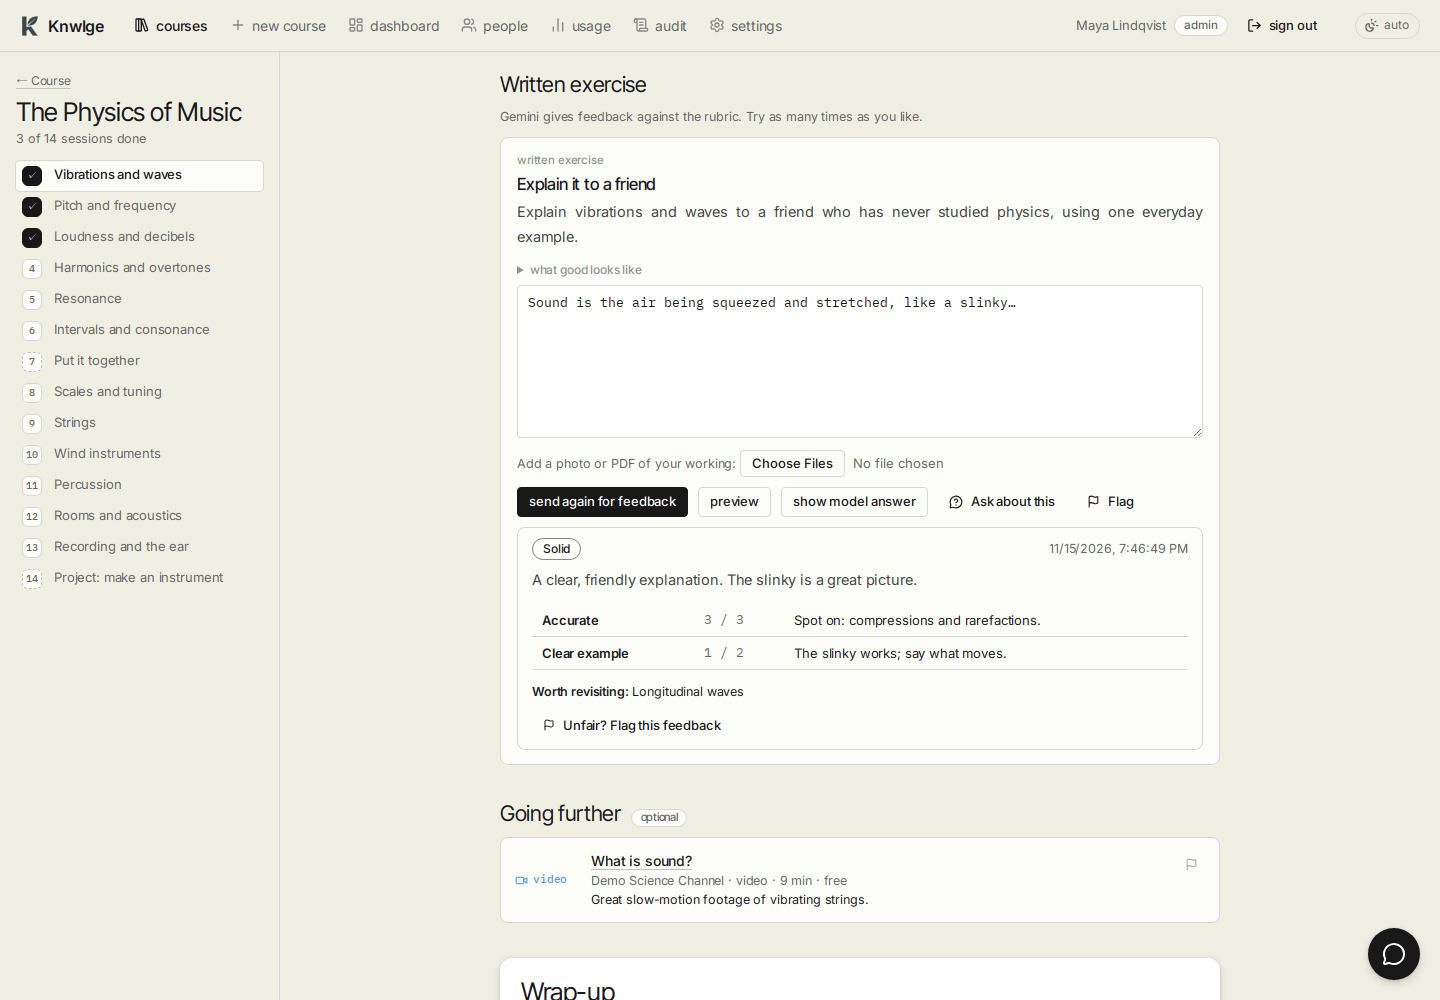 Knwlge
courses
new course
dashboard
people
usage
audit
settings
Maya Lindqvist
admin
sign out
auto
← Course
The Physics of Music
3 of 14 sessions done
✓ Vibrations and waves
✓ Pitch and frequency
✓ Loudness and decibels
4 Harmonics and overtones
5 Resonance
6 Intervals and consonance
7 Put it together
8 Scales and tuning
9 Strings
10 Wind instruments
11 Percussion
12 Rooms and acoustics
13 Recording and the ear
14 Project: make an instrument
Written exercise
Gemini gives feedback against the rubric. Try as many times as you like.
written exercise
Explain it to a friend
Explain vibrations and waves to a friend who has never studied physics, using one everyday
example.
what good looks like
Sound is the air being squeezed and stretched, like a slinky…
Add a photo or PDF of your working: Choose Files No file chosen
send again for feedback
preview
show model answer
Ask about this
Flag
Solid
11/15/2026, 7:46:49 PM
A clear, friendly explanation. The slinky is a great picture.
Accurate 3 / 3 Spot on: compressions and rarefactions.
Clear example 1 / 2 The slinky works; say what moves.
Worth revisiting: Longitudinal waves
Unfair? Flag this feedback
Going further optional
video
What is sound?
Demo Science Channel · video · 9 min · free
Great slow-motion footage of vibrating strings.
Wrap-up